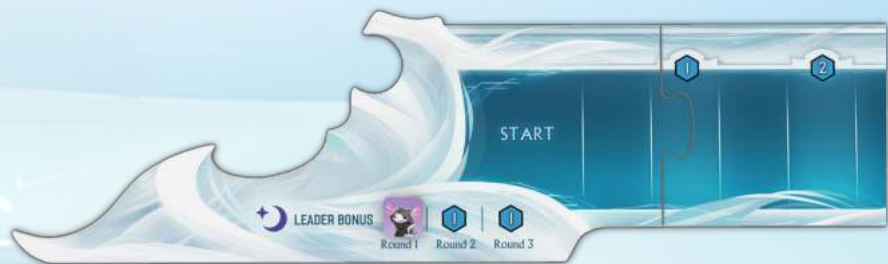 1 2
START
LEADER BONUS 1 1
Round 1 Round 2 Round 3